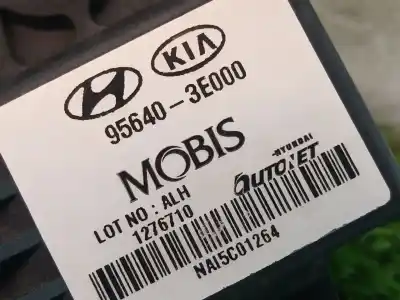 KIA
95640-3E000
MOBIS
HYUNDAI
AUTONET
LOT NO : ALH
1276710
NAI5C01264